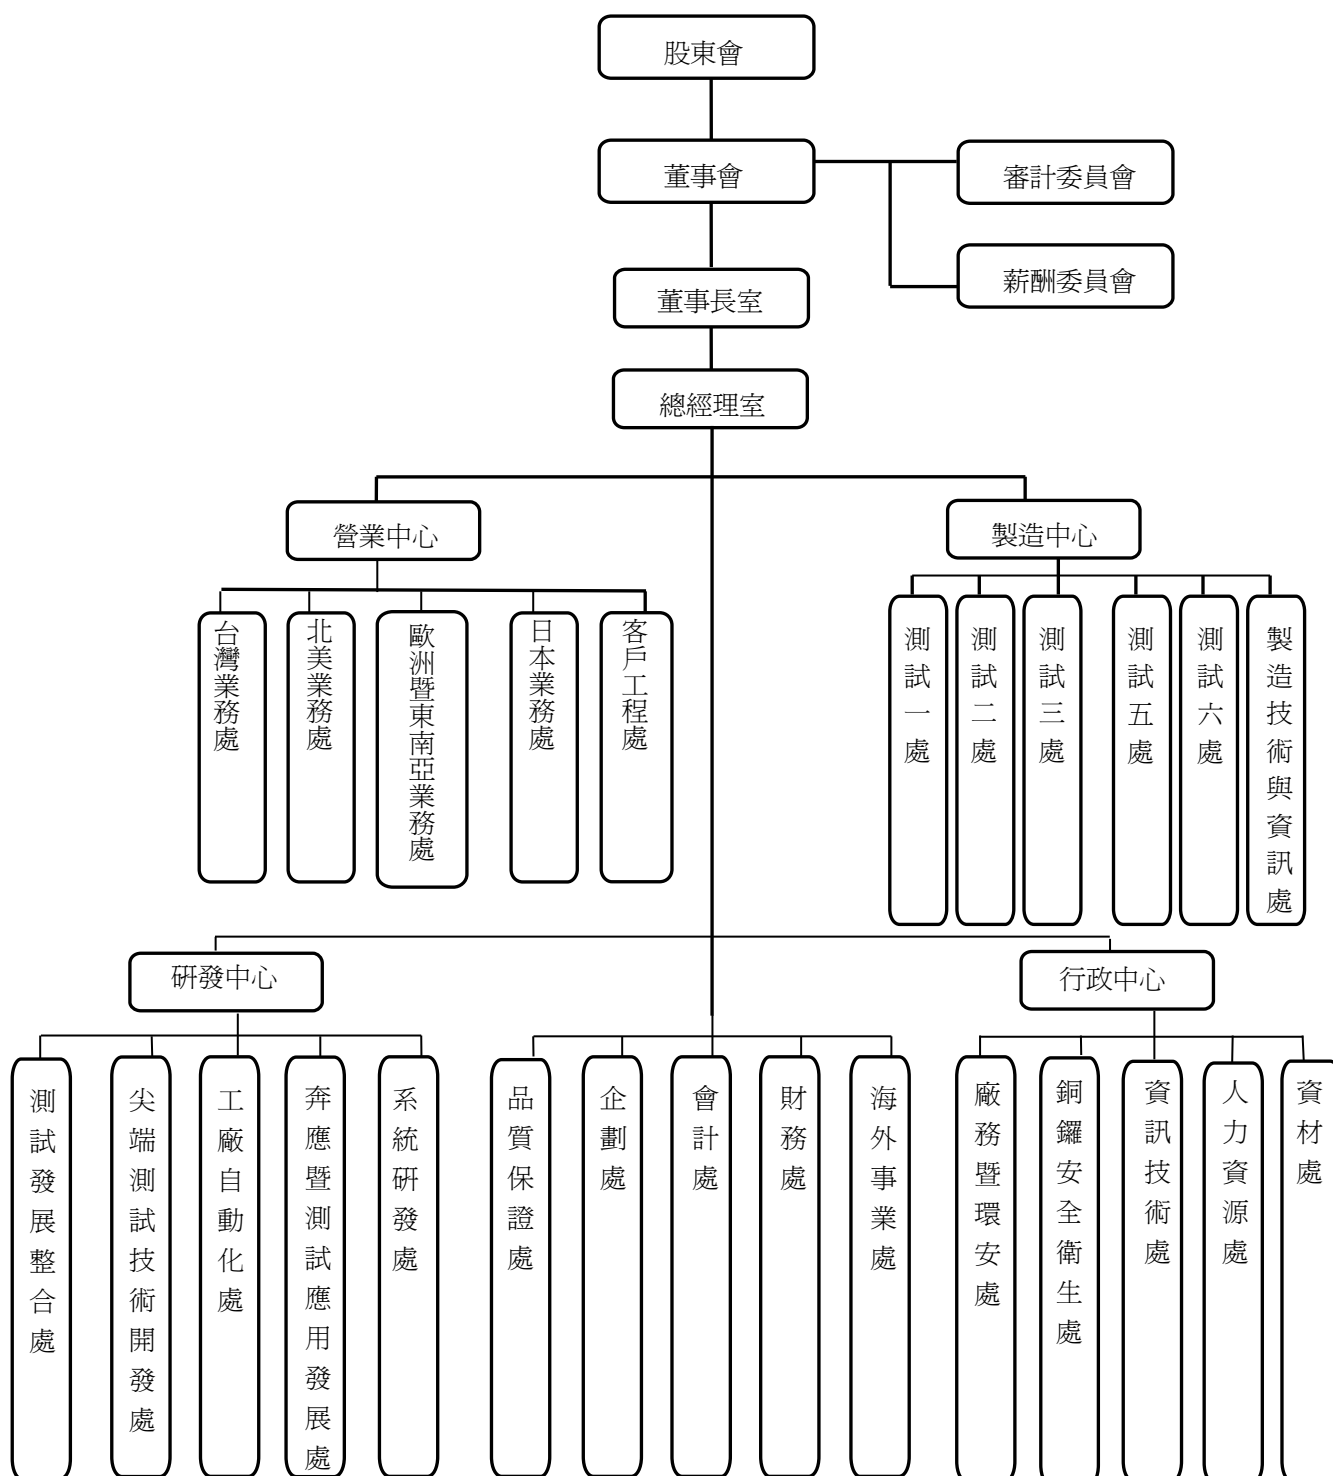 股東會
董事會
審計委員會
薪酬委員會
董事長室
總經理室
營業中心
製造中心
台灣業務處
北美業務處
歐洲暨東南亞業務處
日本業務處
客戶工程處
測試一處
測試二處
測試三處
測試五處
測試六處
製造技術與資訊處
研發中心
行政中心
測試發展整合處
尖端測試技術開發處
工廠自動化處
奔應暨測試應用發展處
系統研發處
品質保證處
企劃處
會計處
財務處
海外事業處
廠務暨環安處
銅鑼安全衛生處
資訊技術處
人力資源處
資材處